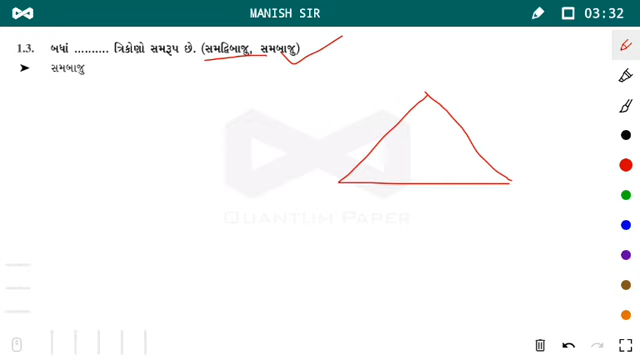 MANISH SIR
03:32
1.3. બધાં .......... ત્રિકોણો સમરૂપ છે. (સમદ્વિબાજુ, સમબાજુ)
➤ સમબાજુ
QUANTUM PAPER